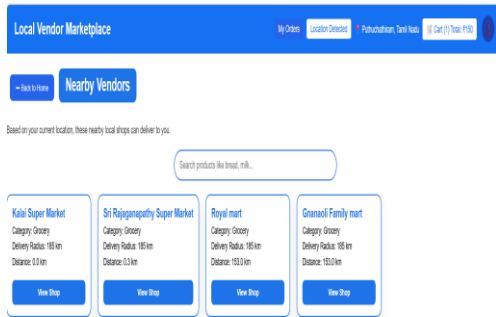 Local Vendor Marketplace
My Orders
Location Detected
Puthuchathiram, Tamil Nadu
Cart (1) Total: ₹150
← Back to Home
Nearby Vendors
Based on your current location, these nearby local shops can deliver to you.
Search products like bread, milk...
Kalai Super Market
Category: Grocery
Delivery Radius: 185 km
Distance: 0.0 km
View Shop
Sri Rajaganapathy Super Market
Category: Grocery
Delivery Radius: 185 km
Distance: 0.3 km
View Shop
Royal mart
Category: Grocery
Delivery Radius: 185 km
Distance: 153.0 km
View Shop
Gnanaoli Family mart
Category: Grocery
Delivery Radius: 185 km
Distance: 153.0 km
View Shop